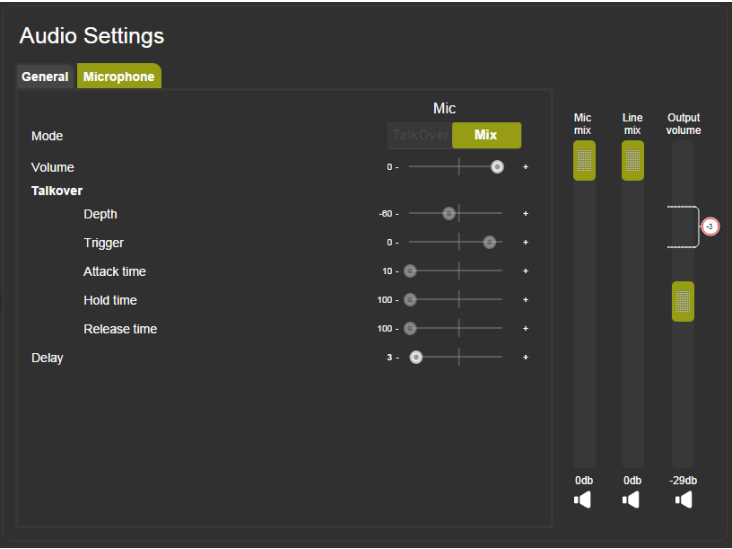 Audio Settings
General Microphone
Mic
Mode TalkOver Mix
Volume 0 - +
Talkover
Depth -60 - +
Trigger 0 - +
Attack time 10 - +
Hold time 100 - +
Release time 100 - +
Delay 3 - +
Mic mix
Line mix
Output volume
-3
0db 0db -29db